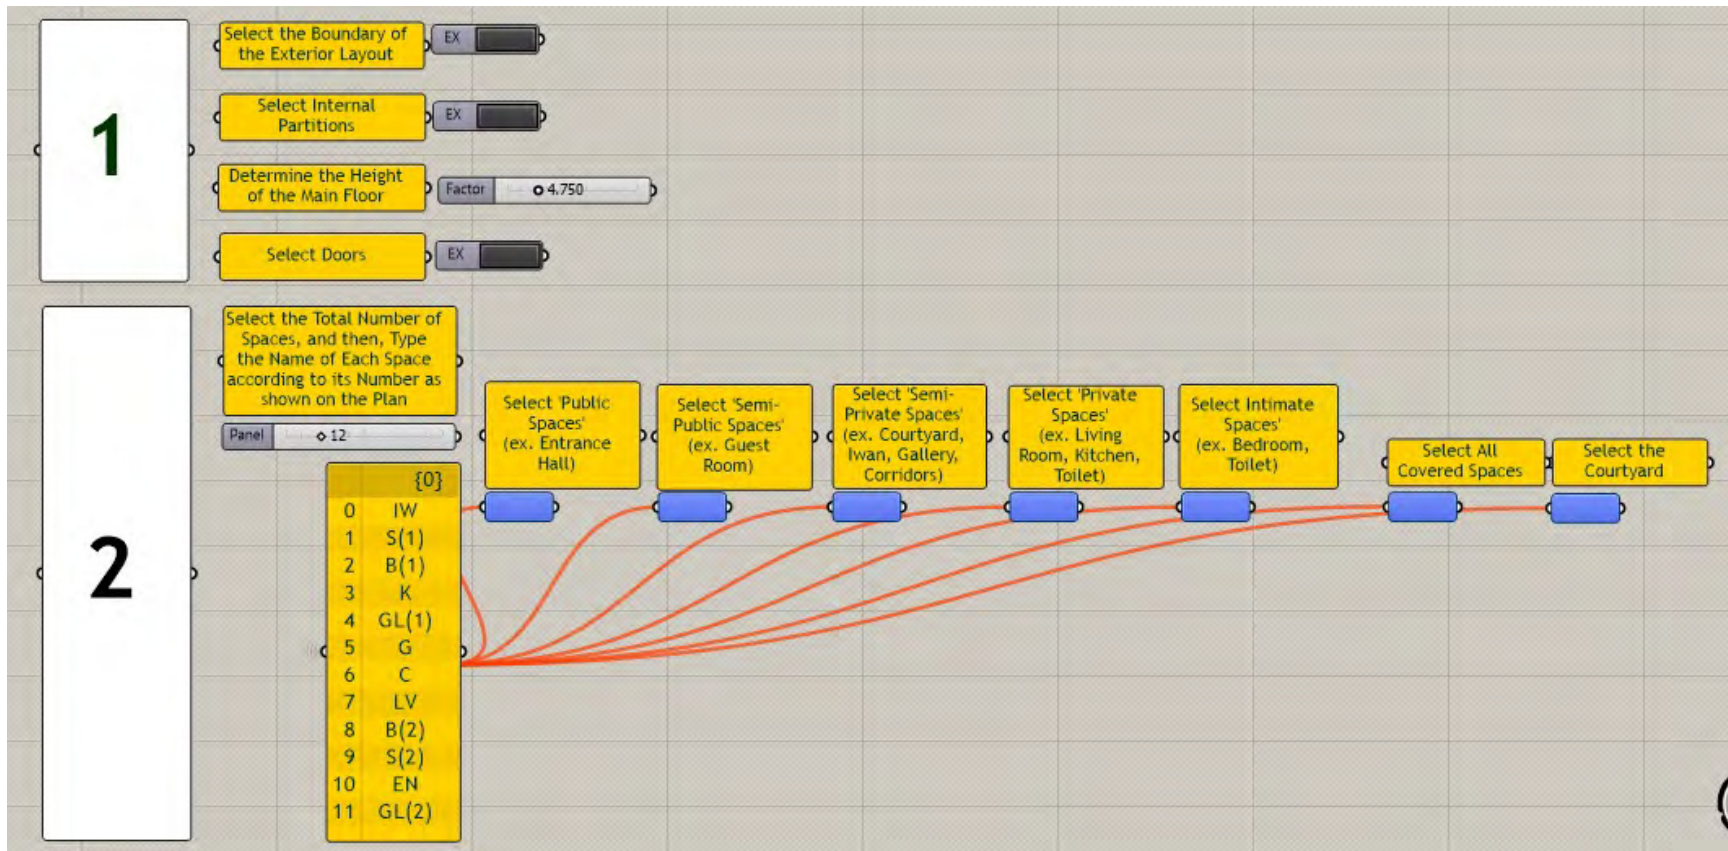 1
Select the Boundary of
the Exterior Layout
EX
Select Internal
Partitions
EX
Determine the Height
of the Main Floor
Factor
4.750
Select Doors
EX
2
Select the Total Number of
Spaces, and then, Type
the Name of Each Space
according to its Number as
shown on the Plan
Panel
12
{0}
0 IW
1 S(1)
2 B(1)
3 K
4 GL(1)
5 G
6 C
7 LV
8 B(2)
9 S(2)
10 EN
11 GL(2)
Select 'Public
Spaces'
(ex. Entrance
Hall)
Select 'Semi-
Public Spaces'
(ex. Guest
Room)
Select 'Semi-
Private Spaces'
(ex. Courtyard,
Iwan, Gallery,
Corridors)
Select 'Private
Spaces'
(ex. Living
Room, Kitchen,
Toilet)
Select Intimate
Spaces'
(ex. Bedroom,
Toilet)
Select All
Covered Spaces
Select the
Courtyard